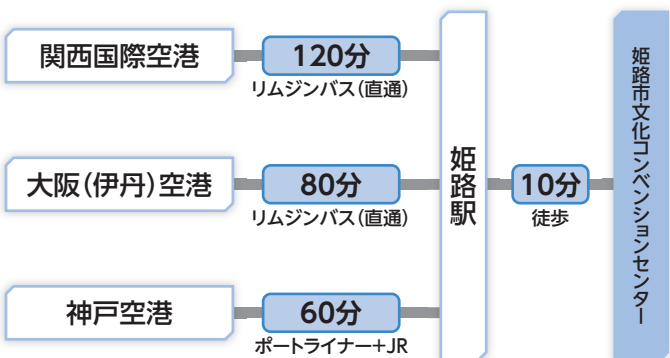 関西国際空港
120分
リムジンバス(直通)
大阪(伊丹)空港
80分
リムジンバス(直通)
神戸空港
60分
ポートライナー+JR
姫路駅
10分
徒歩
姫路市文化コンベンションセンター